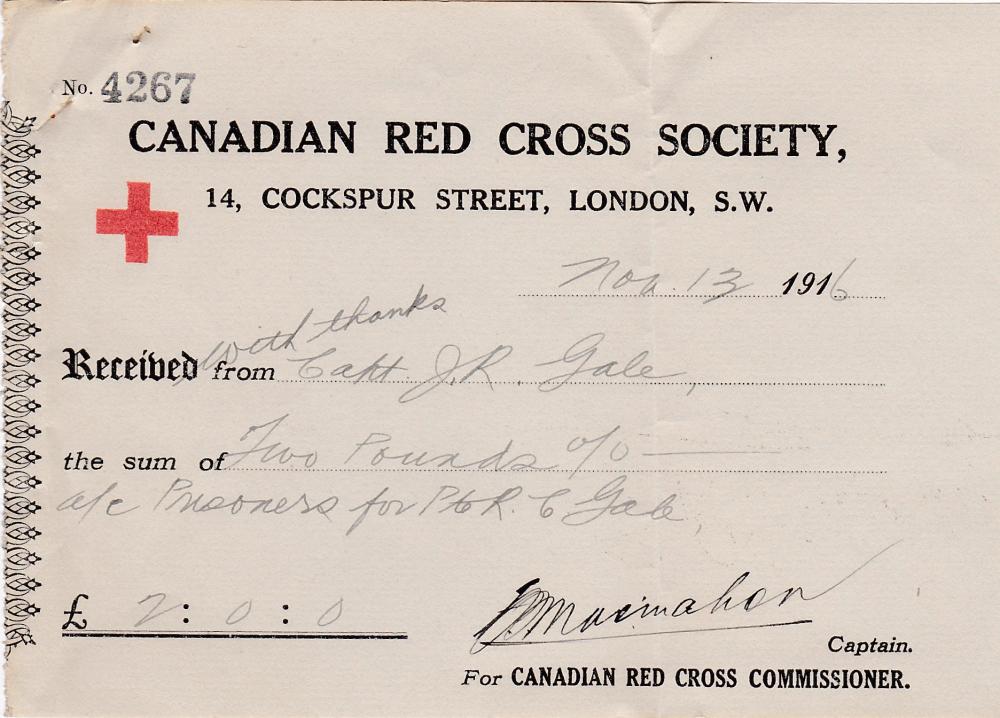 No. 4267
CANADIAN RED CROSS SOCIETY,
14, COCKSPUR STREET, LONDON, S.W.
Nov. 13 1916
with thanks
Received from Capt J.R. Gale,
the sum of Two Pounds 0/0
a/c Prisoners for Pte R. C Gale,
£ 2 : 0 : 0
Macmahon
Captain.
For CANADIAN RED CROSS COMMISSIONER.